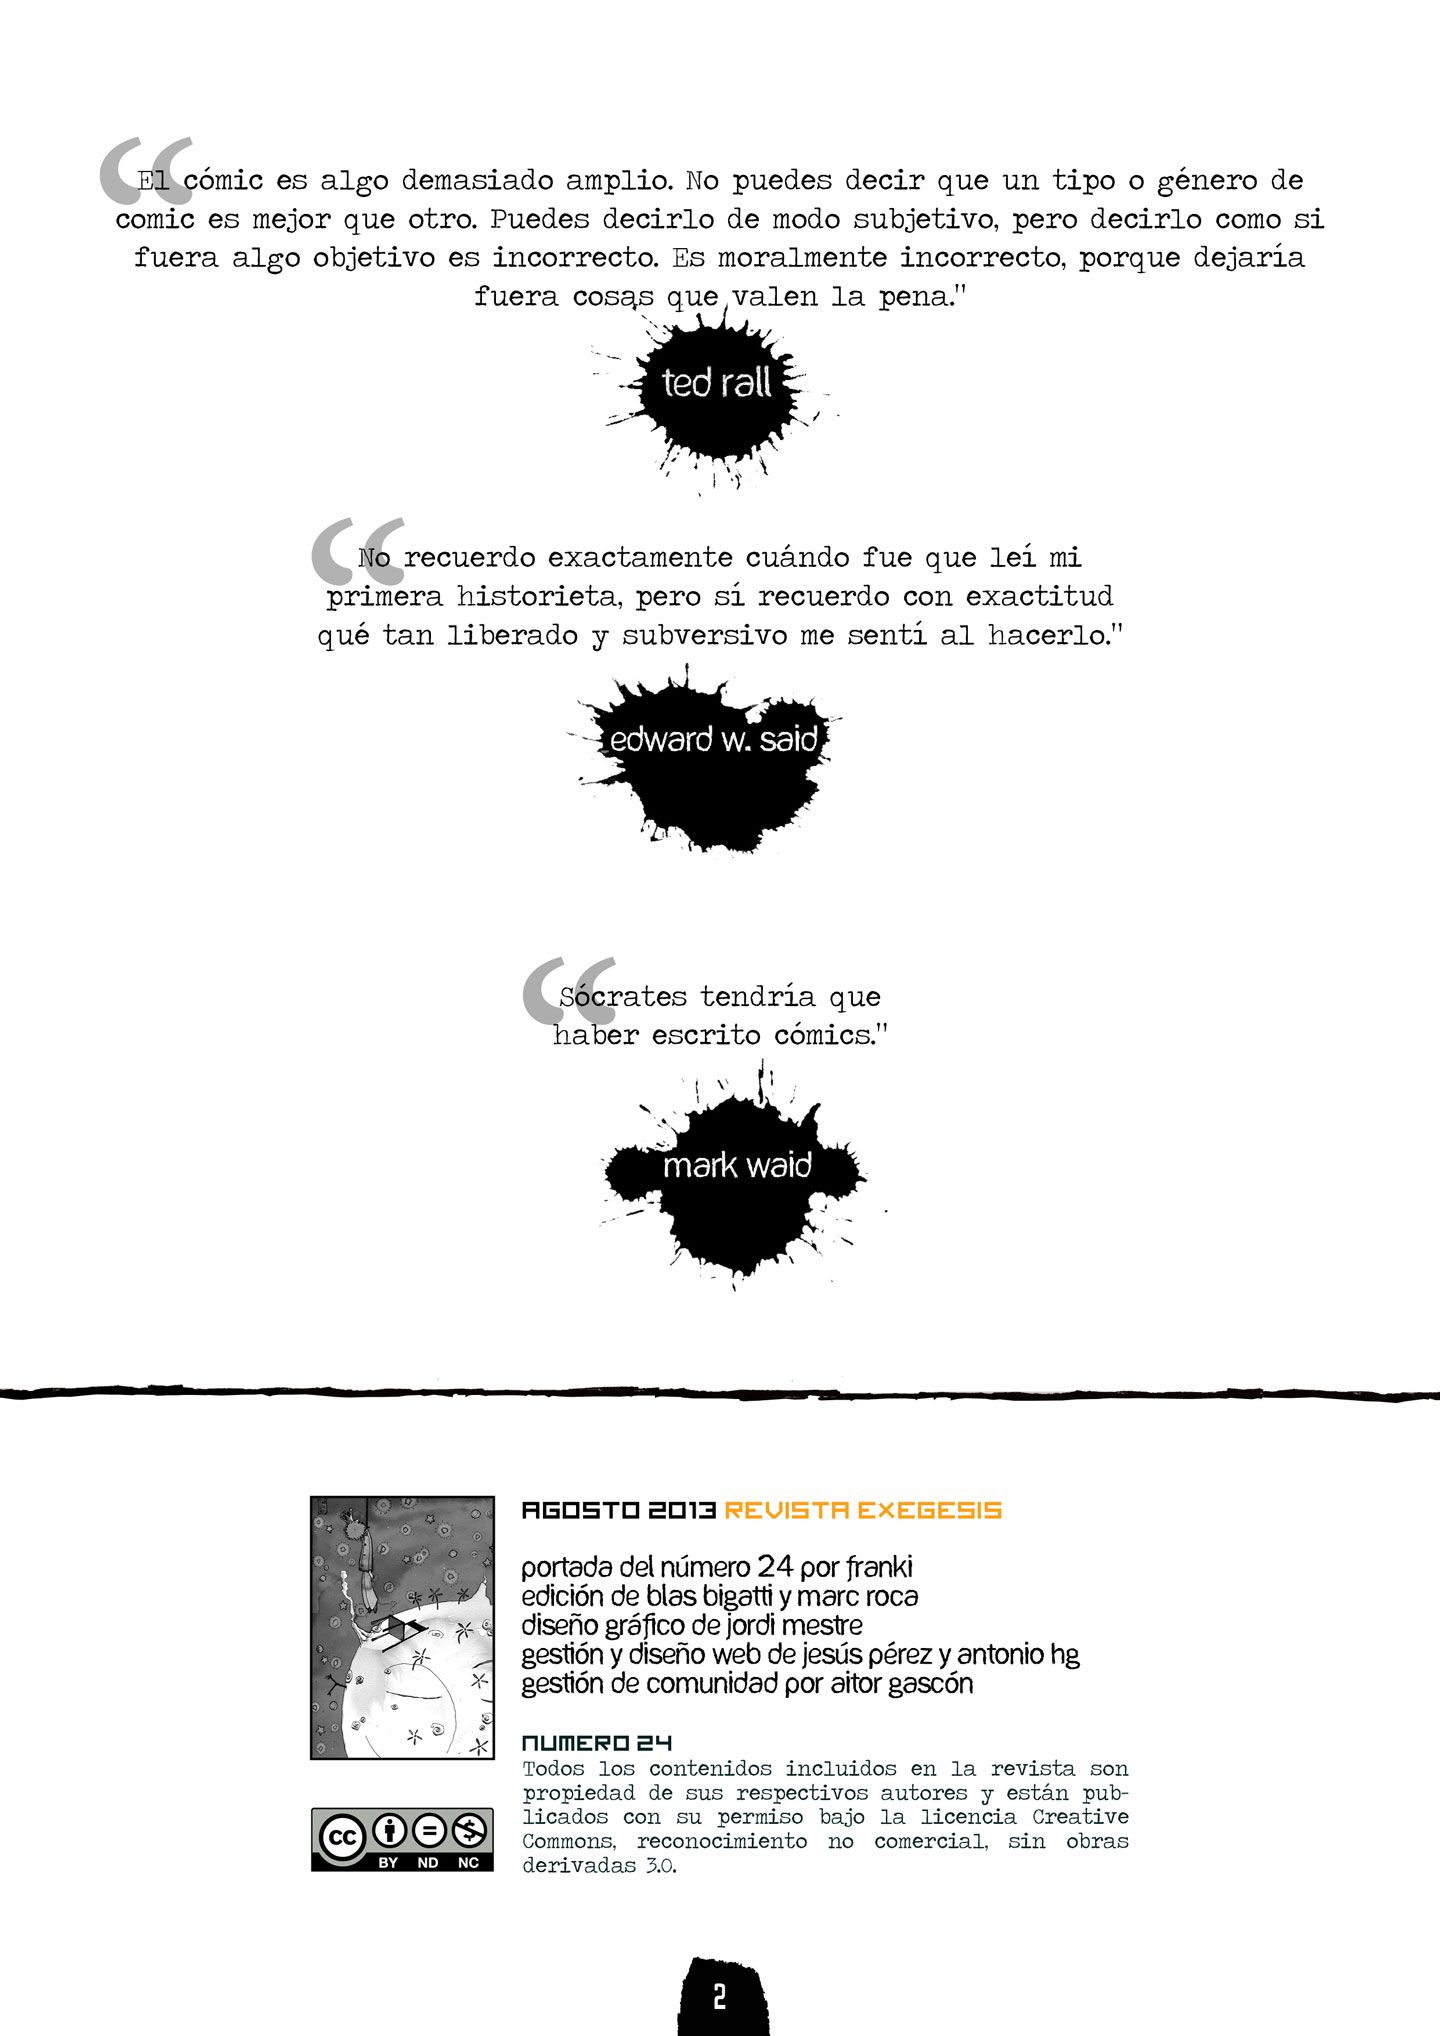 “El cómic es algo demasiado amplio. No puedes decir que un tipo o género de
comic es mejor que otro. Puedes decirlo de modo subjetivo, pero decirlo como si
fuera algo objetivo es incorrecto. Es moralmente incorrecto, porque dejaría
fuera cosas que valen la pena."
ted rall
“No recuerdo exactamente cuándo fue que leí mi
primera historieta, pero sí recuerdo con exactitud
qué tan liberado y subversivo me sentí al hacerlo."
edward w. said
“Sócrates tendría que
haber escrito cómics."
mark waid
AGOSTO 2013 REVISTA EXEGESIS
portada del número 24 por franki
edición de blas bigatti y marc roca
diseño gráfico de jordi mestre
gestión y diseño web de jesús pérez y antonio hg
gestión de comunidad por aitor gascón
NUMERO 24
Todos los contenidos incluidos en la revista son
propiedad de sus respectivos autores y están pub-
licados con su permiso bajo la licencia Creative
Commons, reconocimiento no comercial, sin obras
derivadas 3.0.
cc BY ND NC
2